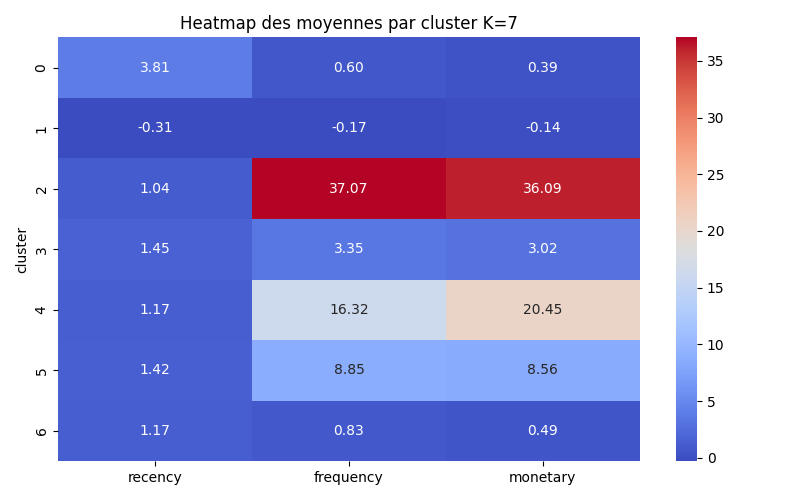 Heatmap des moyennes par cluster K=7
cluster
0 3.81 0.60 0.39
1 -0.31 -0.17 -0.14
2 1.04 37.07 36.09
3 1.45 3.35 3.02
4 1.17 16.32 20.45
5 1.42 8.85 8.56
6 1.17 0.83 0.49
recency frequency monetary
35
30
25
20
15
10
5
0